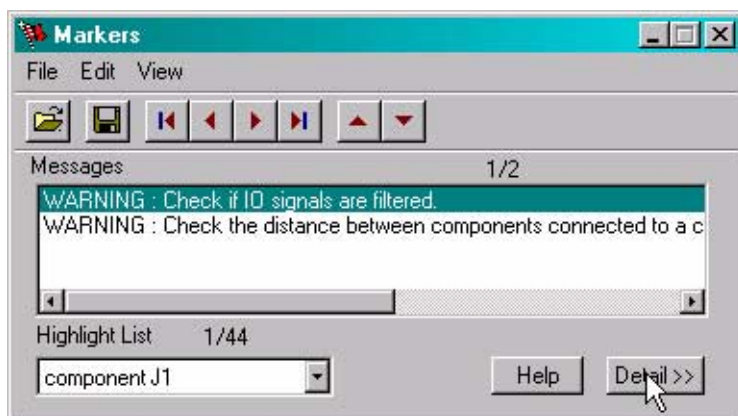 Markers
File Edit View
Messages 1/2
WARNING : Check if IO signals are filtered.
WARNING : Check the distance between components connected to a c
Highlight List 1/44
component J1
Help Detail >>